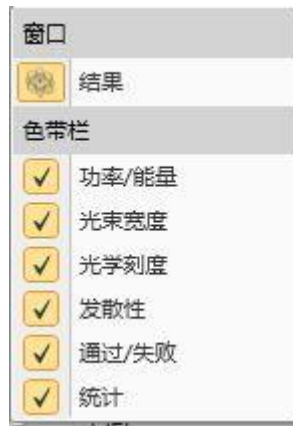 窗口
结果
色带栏
功率/能量
光束宽度
光学刻度
发散性
通过/失败
统计